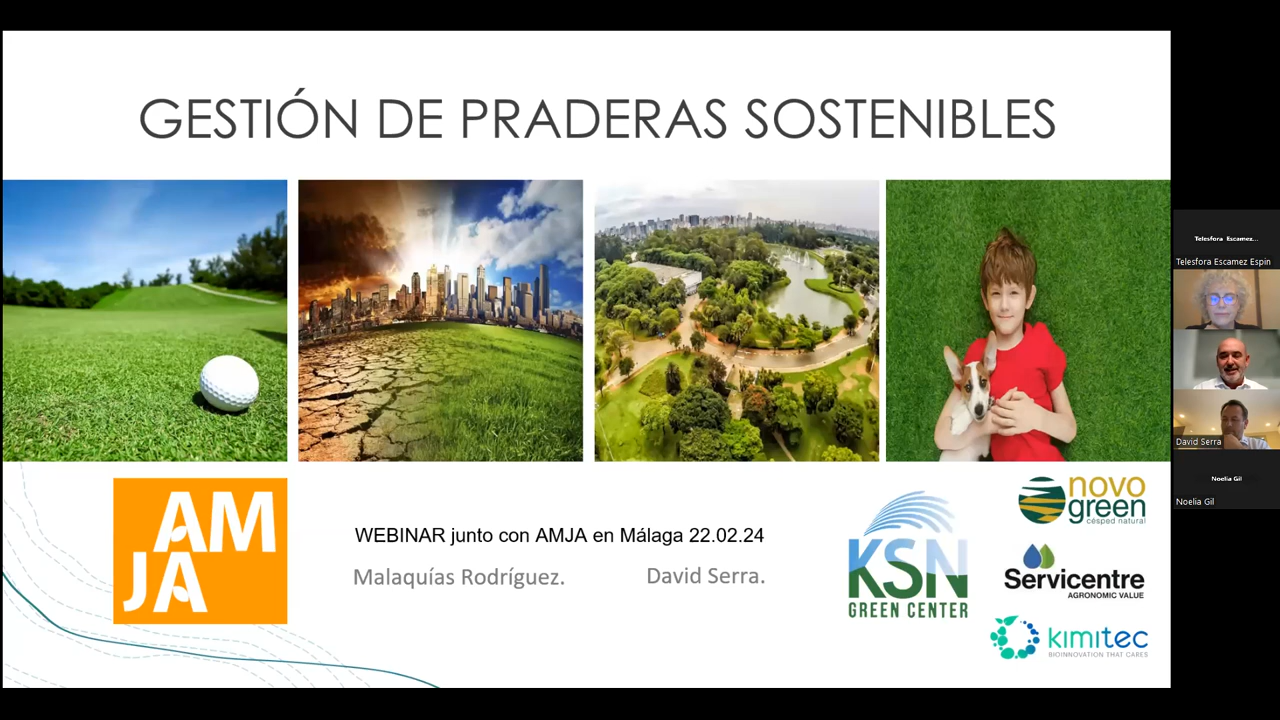 GESTIÓN DE PRADERAS SOSTENIBLES
AMJA
WEBINAR junto con AMJA en Málaga 22.02.24
Malaquías Rodríguez.
David Serra.
KSN
GREEN CENTER
novo
green
césped natural
Servicentre
AGRONOMIC VALUE
kimitec
BIOINNOVATION THAT CARES
Telesfora Escamez...
Telesfora Escamez Espin
David Serra
Noelia Gil
Noelia Gil